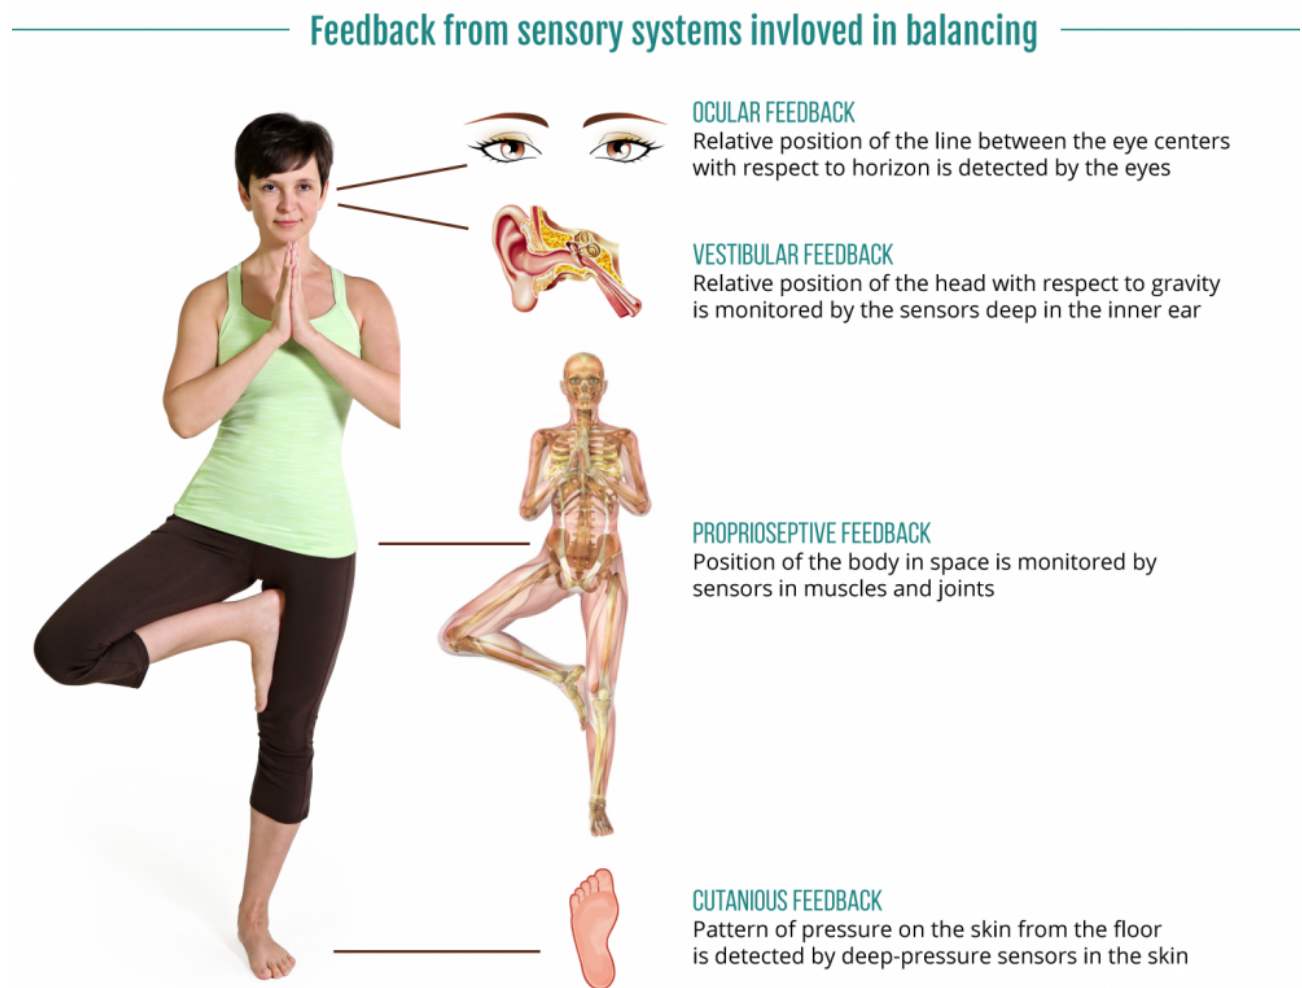 Feedback from sensory systems invloved in balancing
OCULAR FEEDBACK
Relative position of the line between the eye centers
with respect to horizon is detected by the eyes
VESTIBULAR FEEDBACK
Relative position of the head with respect to gravity
is monitored by the sensors deep in the inner ear
PROPRIOSEPTIVE FEEDBACK
Position of the body in space is monitored by
sensors in muscles and joints
CUTANIOUS FEEDBACK
Pattern of pressure on the skin from the floor
is detected by deep-pressure sensors in the skin